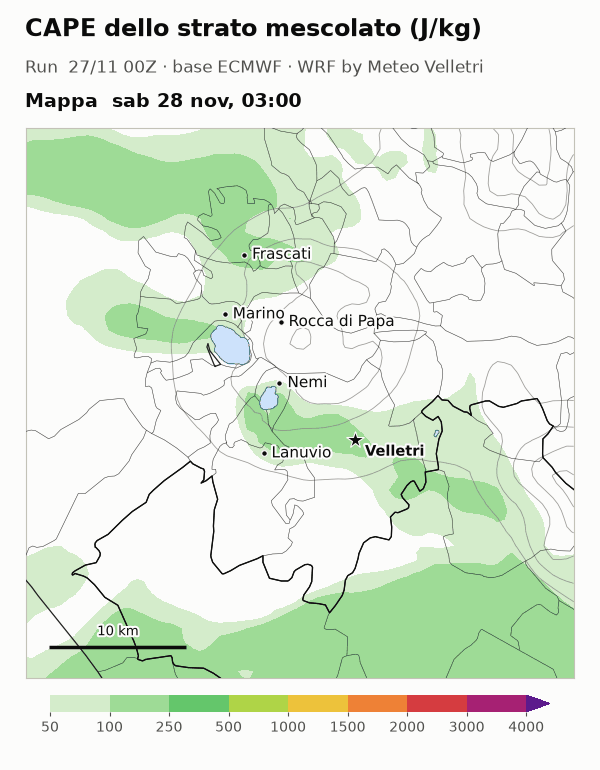 CAPE dello strato mescolato (J/kg)
Run  27/11 00Z · base ECMWF · WRF by Meteo Velletri
Mappa  sab 28 nov, 03:00
Frascati
Marino
Rocca di Papa
Nemi
Velletri
Lanuvio
10 km
50 100 250 500 1000 1500 2000 3000 4000